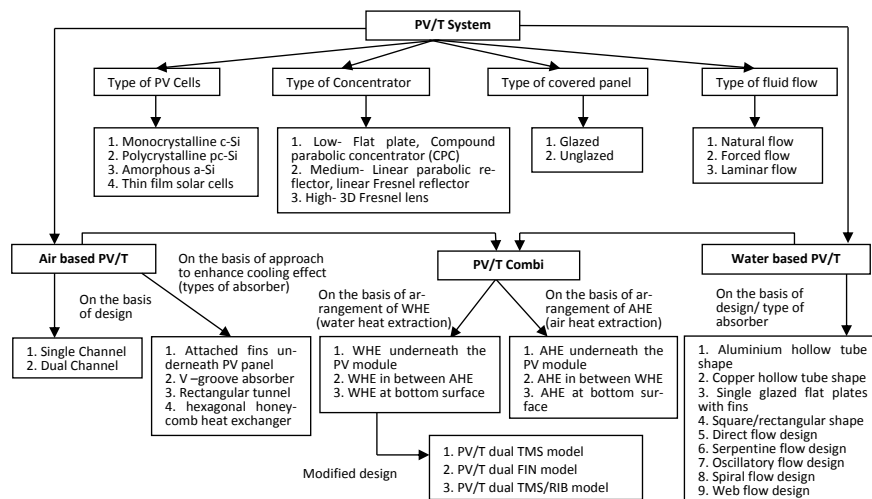 PV/T System
Type of PV Cells
Type of Concentrator
Type of covered panel
Type of fluid flow
1. Monocrystalline c-Si
2. Polycrystalline pc-Si
3. Amorphous a-Si
4. Thin film solar cells
1. Low- Flat plate, Compound
parabolic concentrator (CPC)
2. Medium- Linear parabolic re-
flector, linear Fresnel reflector
3. High- 3D Fresnel lens
1. Glazed
2. Unglazed
1. Natural flow
2. Forced flow
3. Laminar flow
Air based PV/T
PV/T Combi
Water based PV/T
On the basis
of design
On the basis of approach
to enhance cooling effect
(types of absorber)
On the basis of ar-
rangement of WHE
(water heat extraction)
On the basis of ar-
rangement of AHE
(air heat extraction)
On the basis of
design/ type of
absorber
1. Single Channel
2. Dual Channel
1. Attached fins un-
derneath PV panel
2. V –groove absorber
3. Rectangular tunnel
4. hexagonal honey-
comb heat exchanger
1. WHE underneath the
PV module
2. WHE in between AHE
3. WHE at bottom surface
1. AHE underneath the
PV module
2. AHE in between WHE
3. AHE at bottom sur-
face
1. Aluminium hollow tube
shape
2. Copper hollow tube shape
3. Single glazed flat plates
with fins
4. Square/rectangular shape
5. Direct flow design
6. Serpentine flow design
7. Oscillatory flow design
8. Spiral flow design
9. Web flow design
Modified design
1. PV/T dual TMS model
2. PV/T dual FIN model
3. PV/T dual TMS/RIB model